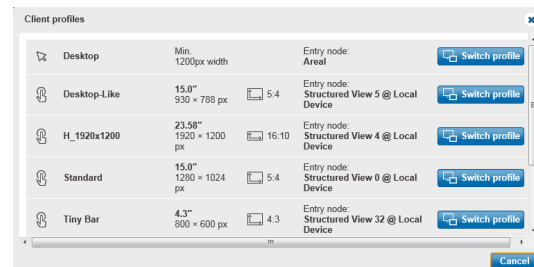 Client profiles
Desktop
Min.
1200px width
Entry node:
Areal
Switch profile
Desktop-Like
15.0"
930 × 788 px
5:4
Entry node:
Structured View 5 @ Local
Device
Switch profile
H_1920x1200
23.58"
1920 × 1200
px
16:10
Entry node:
Structured View 4 @ Local
Device
Switch profile
Standard
15.0"
1280 × 1024
px
5:4
Entry node:
Structured View 0 @ Local
Device
Switch profile
Tiny Bar
4.3"
800 × 600 px
4:3
Entry node:
Structured View 32 @ Local
Device
Switch profile
Cancel